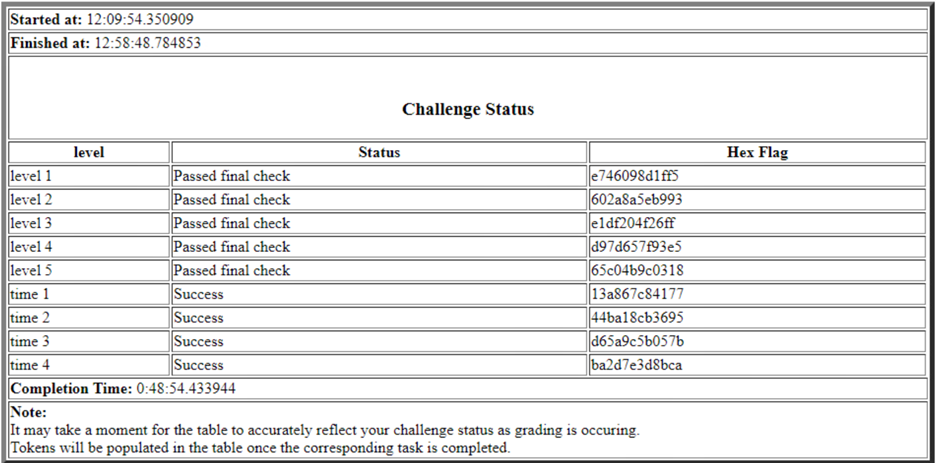 Started at: 12:09:54.350909
Finished at: 12:58:48.784853
Challenge Status
level Status Hex Flag
level 1 Passed final check e746098d1ff5
level 2 Passed final check 602a8a5eb993
level 3 Passed final check e1df204f26ff
level 4 Passed final check d97d657f93e5
level 5 Passed final check 65c04b9c0318
time 1 Success 13a867c84177
time 2 Success 44ba18cb3695
time 3 Success d65a9c5b057b
time 4 Success ba2d7e3d8bca
Completion Time: 0:48:54.433944
Note:
It may take a moment for the table to accurately reflect your challenge status as grading is occuring.
Tokens will be populated in the table once the corresponding task is completed.